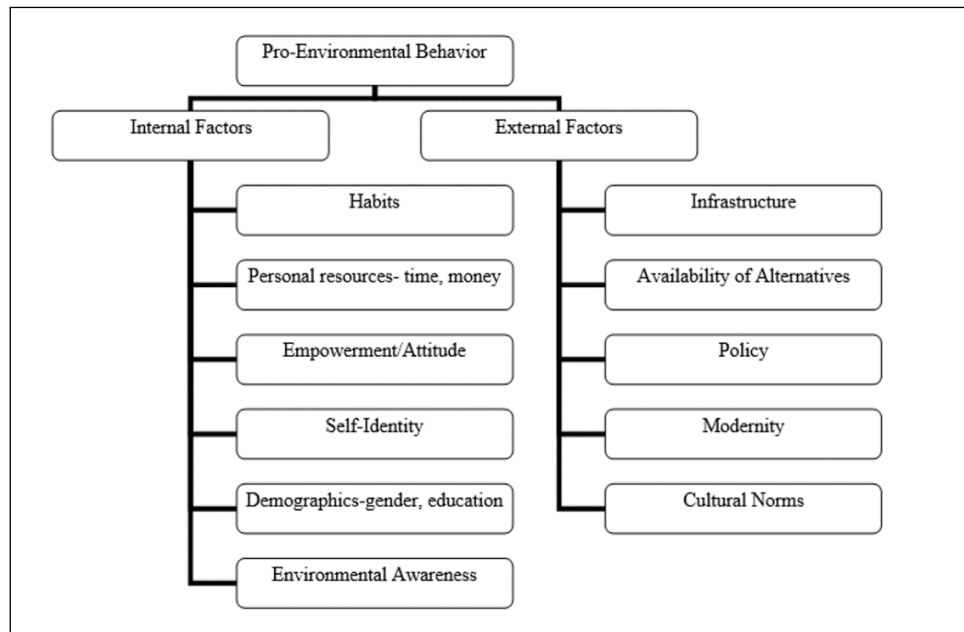 Pro-Environmental Behavior
Internal Factors
External Factors
Habits
Personal resources- time, money
Empowerment/Attitude
Self-Identity
Demographics-gender, education
Environmental Awareness
Infrastructure
Availability of Alternatives
Policy
Modernity
Cultural Norms